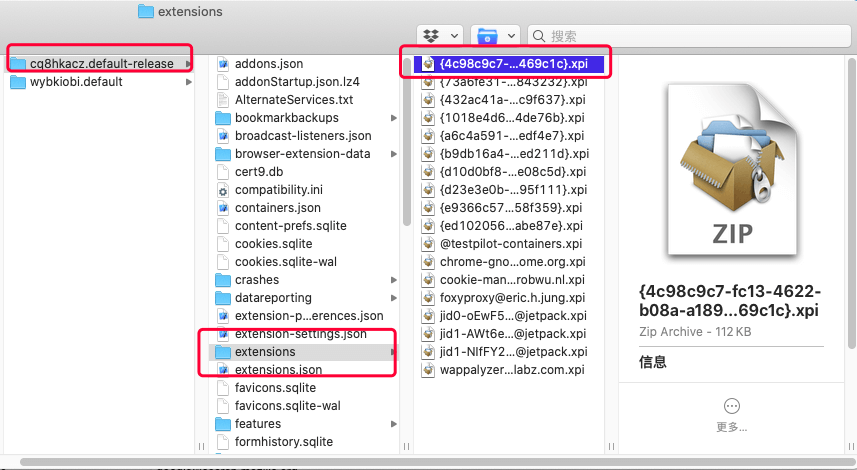 extensions
搜索
cq8hkacz.default-release
wybkiobi.default
addons.json
addonStartup.json.lz4
AlternateServices.txt
bookmarkbackups
broadcast-listeners.json
browser-extension-data
cert9.db
compatibility.ini
containers.json
content-prefs.sqlite
cookies.sqlite
cookies.sqlite-wal
crashes
datareporting
extension-p...erences.json
extension-settings.json
extensions
extensions.json
favicons.sqlite
favicons.sqlite-wal
features
formhistory.sqlite
{4c98c9c7-...469c1c}.xpi
{73a6fe31-...843232}.xpi
{432ac41a-...c9f637}.xpi
{1018e4d6...4de76b}.xpi
{a6c4a591-...edf4e7}.xpi
{b9db16a4-...ed211d}.xpi
{d10d0bf8-...e08c5d}.xpi
{d23e3e0b-...95f111}.xpi
{e9366c57...58f359}.xpi
{ed102056...abe87e}.xpi
@testpilot-containers.xpi
chrome-gno...ome.org.xpi
cookie-man...robwu.nl.xpi
foxyproxy@eric.h.jung.xpi
jid0-oEwF5...@jetpack.xpi
jid1-AWt6e...@jetpack.xpi
jid1-NIfFY2...@jetpack.xpi
wappalyzer...labz.com.xpi
ZIP
{4c98c9c7-fc13-4622-
b08a-a189...69c1c}.xpi
Zip Archive - 112 KB
信息
更多...